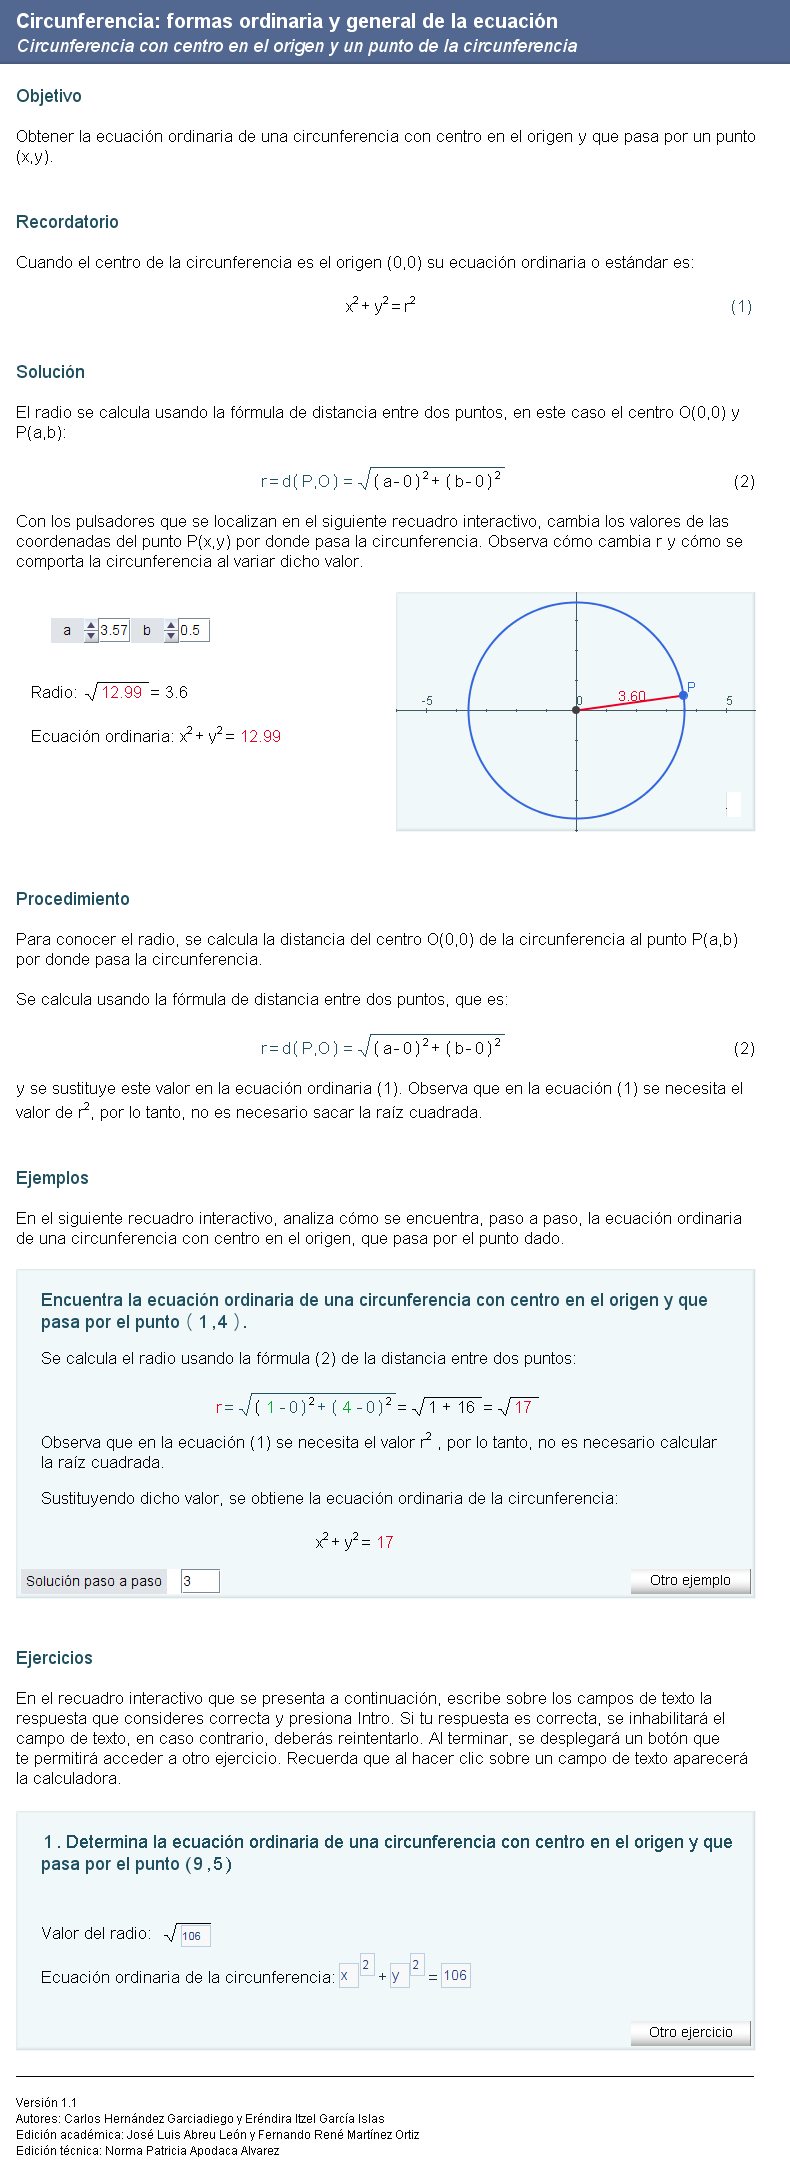 Circunferencia: formas ordinaria y general de la ecuación
Circunferencia con centro en el origen y un punto de la circunferencia
Objetivo
Obtener la ecuación ordinaria de una circunferencia con centro en el origen y que pasa por un punto
(x,y).
Recordatorio
Cuando el centro de la circunferencia es el origen (0,0) su ecuación ordinaria o estándar es:
x² + y² = r² (1)
Solución
El radio se calcula usando la fórmula de distancia entre dos puntos, en este caso el centro O(0,0) y
P(a,b):
r = d( P,O ) = √( a - 0 )² + ( b - 0 )² (2)
Con los pulsadores que se localizan en el siguiente recuadro interactivo, cambia los valores de las
coordenadas del punto P(x,y) por donde pasa la circunferencia. Observa cómo cambia r y cómo se
comporta la circunferencia al variar dicho valor.
a 3.57 b 0.5
Radio: √12.99 = 3.6
Ecuación ordinaria: x² + y² = 12.99
P
3.60
-5 0 5
Procedimiento
Para conocer el radio, se calcula la distancia del centro O(0,0) de la circunferencia al punto P(a,b)
por donde pasa la circunferencia.
Se calcula usando la fórmula de distancia entre dos puntos, que es:
r = d( P,O ) = √( a - 0 )² + ( b - 0 )² (2)
y se sustituye este valor en la ecuación ordinaria (1). Observa que en la ecuación (1) se necesita el
valor de r², por lo tanto, no es necesario sacar la raíz cuadrada.
Ejemplos
En el siguiente recuadro interactivo, analiza cómo se encuentra, paso a paso, la ecuación ordinaria
de una circunferencia con centro en el origen, que pasa por el punto dado.
Encuentra la ecuación ordinaria de una circunferencia con centro en el origen y que
pasa por el punto ( 1 ,4 ).
Se calcula el radio usando la fórmula (2) de la distancia entre dos puntos:
r = √( 1 - 0 )² + ( 4 - 0 )² = √1 + 16 = √17
Observa que en la ecuación (1) se necesita el valor r² , por lo tanto, no es necesario calcular
la raíz cuadrada.
Sustituyendo dicho valor, se obtiene la ecuación ordinaria de la circunferencia:
x² + y² = 17
Solución paso a paso 3 Otro ejemplo
Ejercicios
En el recuadro interactivo que se presenta a continuación, escribe sobre los campos de texto la
respuesta que consideres correcta y presiona Intro. Si tu respuesta es correcta, se inhabilitará el
campo de texto, en caso contrario, deberás reintentarlo. Al terminar, se desplegará un botón que
te permitirá acceder a otro ejercicio. Recuerda que al hacer clic sobre un campo de texto aparecerá
la calculadora.
1 . Determina la ecuación ordinaria de una circunferencia con centro en el origen y que
pasa por el punto (9 ,5 )
Valor del radio: √106
Ecuación ordinaria de la circunferencia: x² + y² = 106
Otro ejercicio
Versión 1.1
Autores: Carlos Hernández Garciadiego y Eréndira Itzel García Islas
Edición académica: José Luis Abreu León y Fernando René Martínez Ortiz
Edición técnica: Norma Patricia Apodaca Alvarez